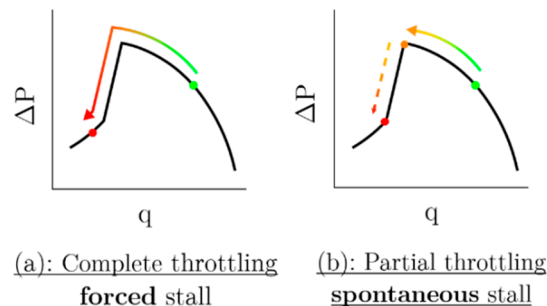 ΔP
q
(a): Complete throttling
forced stall
ΔP
q
(b): Partial throttling
spontaneous stall